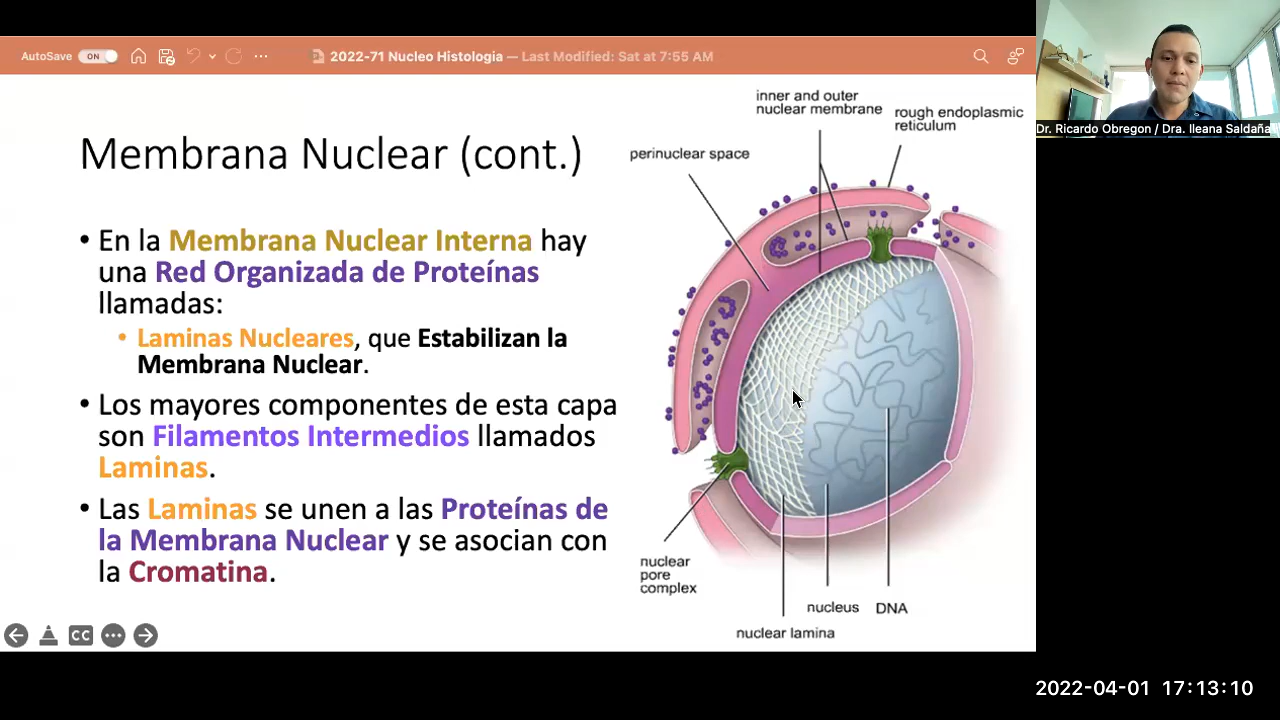 AutoSave ON
2022-71 Nucleo Histologia — Last Modified: Sat at 7:55 AM
Membrana Nuclear (cont.)
• En la Membrana Nuclear Interna hay
una Red Organizada de Proteínas
llamadas:
• Laminas Nucleares, que Estabilizan la
Membrana Nuclear.
• Los mayores componentes de esta capa
son Filamentos Intermedios llamados
Laminas.
• Las Laminas se unen a las Proteínas de
la Membrana Nuclear y se asocian con
la Cromatina.
inner and outer
nuclear membrane
rough endoplasmic
reticulum
perinuclear space
nuclear
pore
complex
nucleus
DNA
nuclear lamina
CC
Dr. Ricardo Obregon / Dra. Ileana Saldaña
2022-04-01 17:13:10